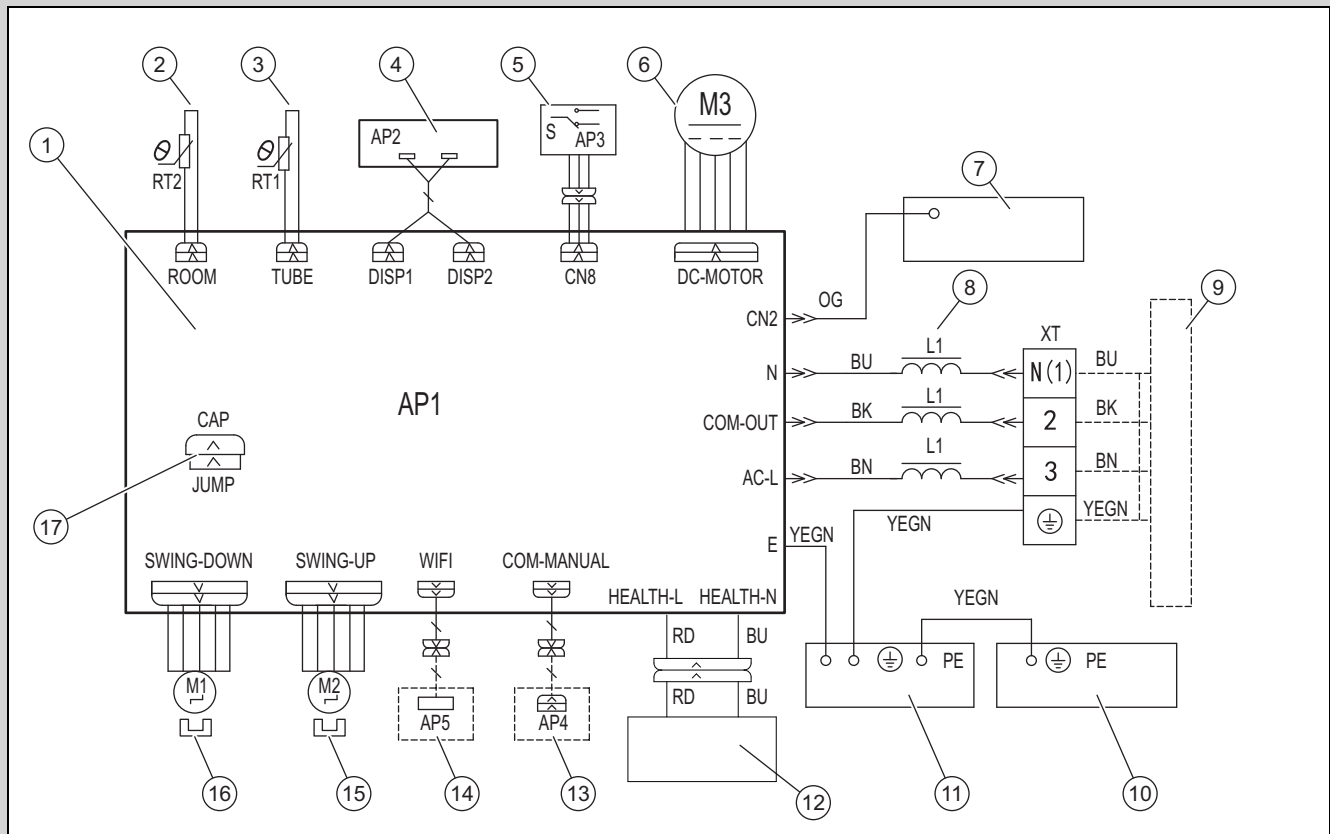 2
3
4
5
6
M3
AP2
S
AP3
1
RT2
RT1
7
ROOM
TUBE
DISP1
DISP2
CN8
DC-MOTOR
OG
8
9
CN2
XT
L1
BU
N
N(1)
BU
L1
BK
CAP
AP1
COM-OUT
BK
2
L1
BN
BN
AC-L
3
JUMP
YEGN
17
YEGN
YEGN
E
SWING-DOWN
SWING-UP
WIFI
COM-MANUAL
HEALTH-L
HEALTH-N
YEGN
RD
BU
PE
PE
M1
M2
RD
BU
AP5
AP4
16
15
14
13
12
11
10